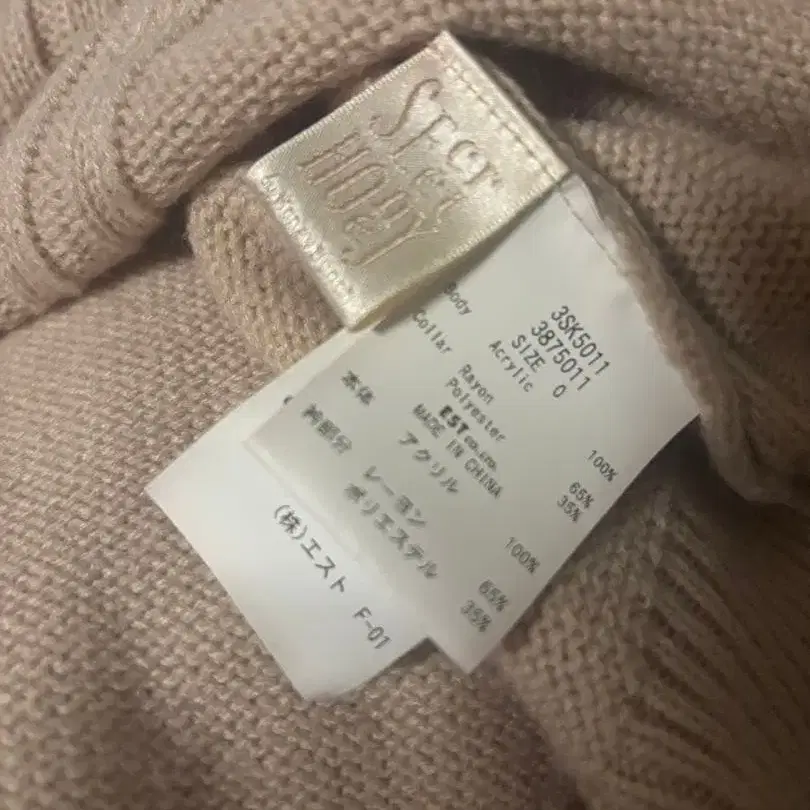 SEcrEt
HONEY
3SK5011
3875011
SIZE 0
Body Acrylic 100%
Collar Rayon 65%
Polyester 35%
EST co.,Ltd.
MADE IN CHINA
本体 アクリル 100%
衿部分 レーヨン 65%
ポリエステル 35%
(株)エスト F-01